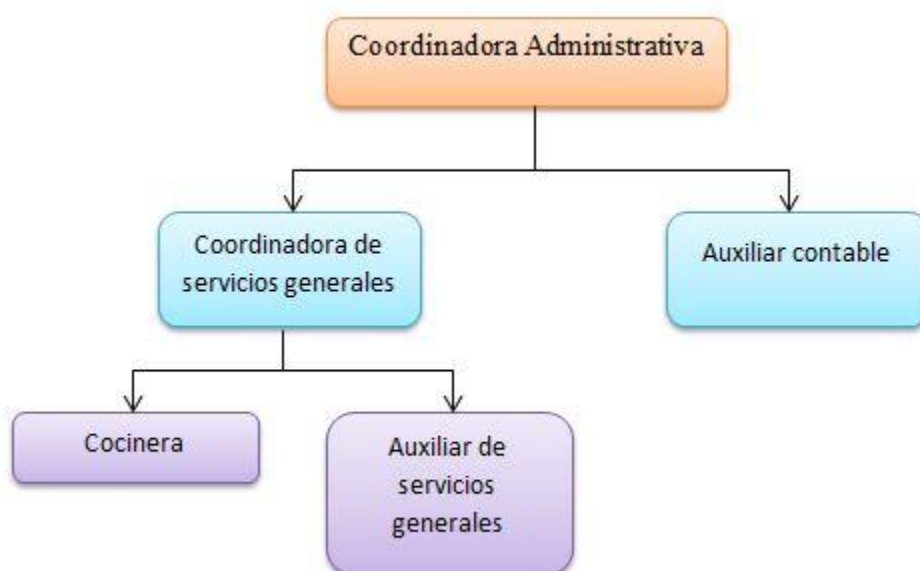 Coordinadora Administrativa
Coordinadora de
servicios generales
Auxiliar contable
Cocinera
Auxiliar de
servicios
generales